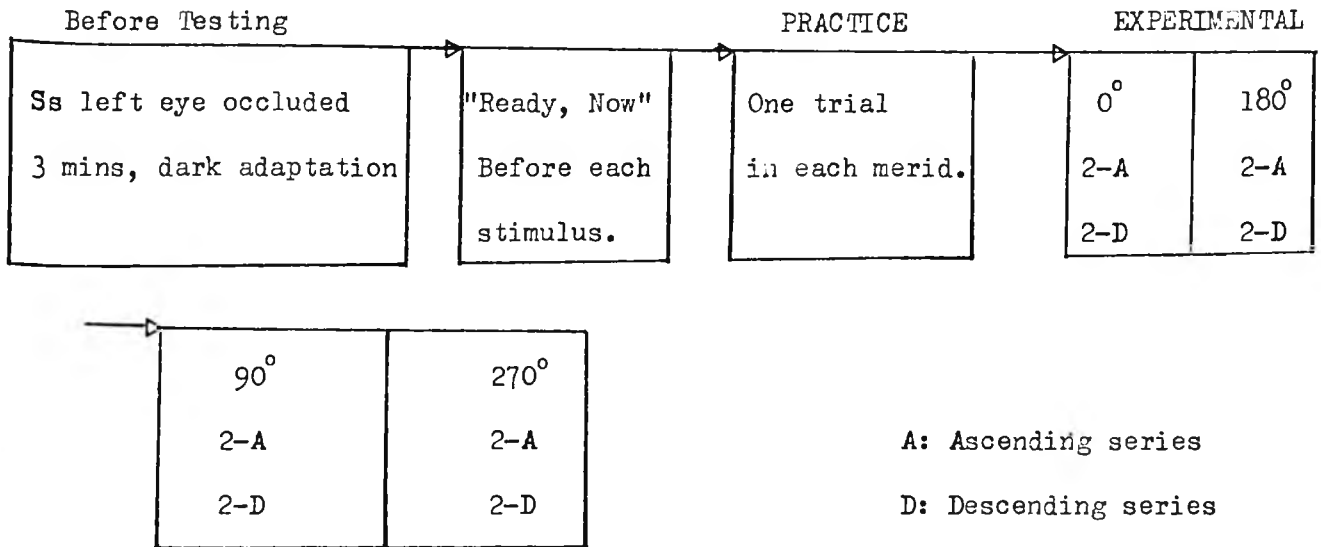 Before Testing
PRACTICE
EXPERIMENTAL
Ss left eye occluded
3 mins, dark adaptation
"Ready, Now"
Before each
stimulus.
One trial
in each merid.
0° 180°
2-A 2-A
2-D 2-D
90° 270°
2-A 2-A
2-D 2-D
A: Ascending series
D: Descending series